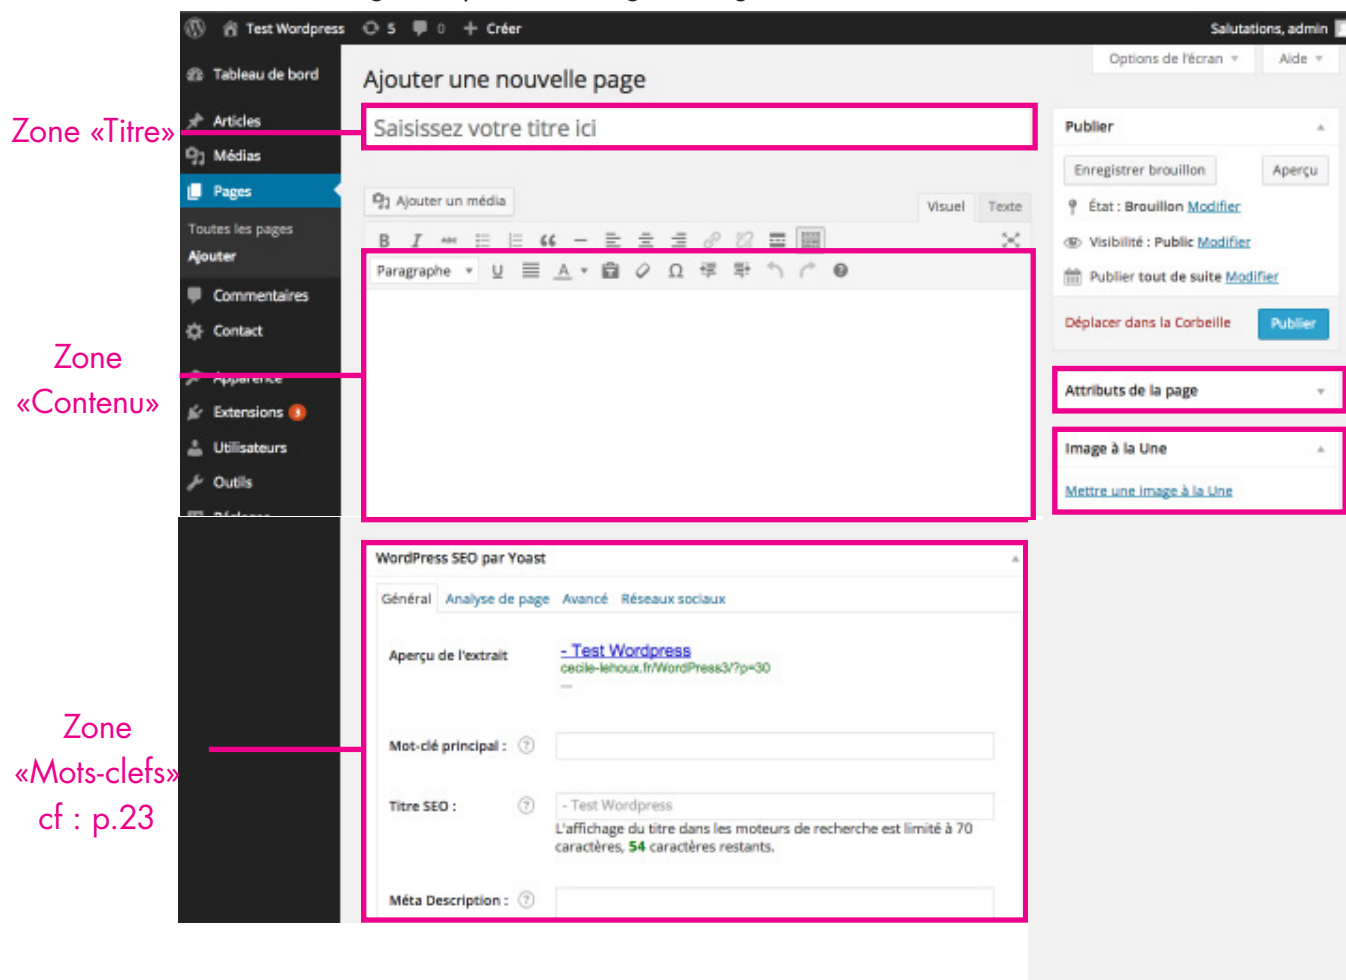 Test Wordpress 5 0 + Créer
Salutations, admin
Tableau de bord
Articles
Médias
Pages
Toutes les pages
Ajouter
Commentaires
Contact
Apparence
Extensions 3
Utilisateurs
Outils
Zone «Titre»
Zone
«Contenu»
Zone
«Mots-clefs»
cf : p.23
Options de l'écran
Aide
Ajouter une nouvelle page
Saisissez votre titre ici
Ajouter un média
Visuel Texte
B I ABC
Paragraphe U A Ω
Publier
Enregistrer brouillon Aperçu
État : Brouillon Modifier
Visibilité : Public Modifier
Publier tout de suite Modifier
Déplacer dans la Corbeille Publier
Attributs de la page
Image à la Une
Mettre une image à la Une
WordPress SEO par Yoast
Général Analyse de page Avancé Réseaux sociaux
Aperçu de l'extrait
- Test Wordpress
cecile-lehoux.fr/WordPress3/?p=30
Mot-clé principal : ?
Titre SEO : ?
- Test Wordpress
L'affichage du titre dans les moteurs de recherche est limité à 70
caractères, 54 caractères restants.
Méta Description : ?